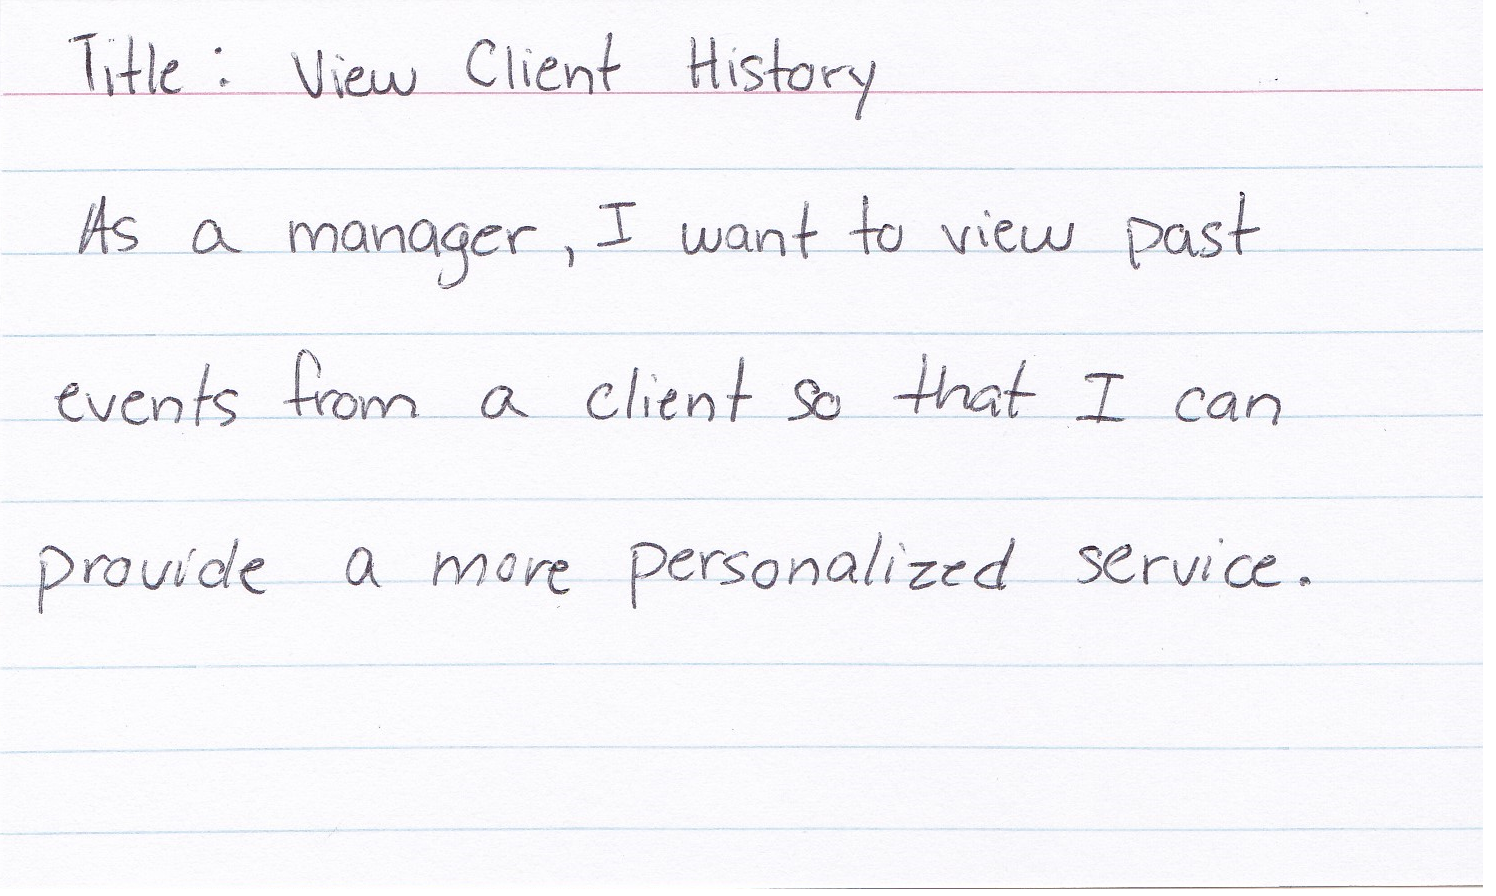 Title: View Client History
As a manager, I want to view past
events from a client so that I can
provide a more personalized service.